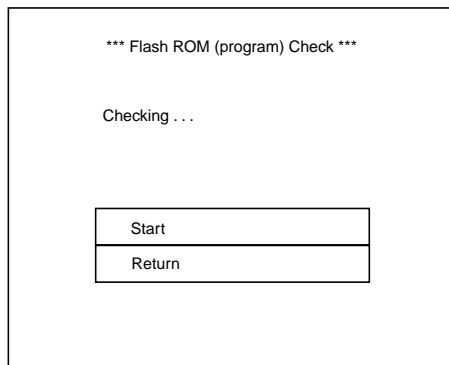 *** Flash ROM (program) Check ***
Checking . . .
Start
Return